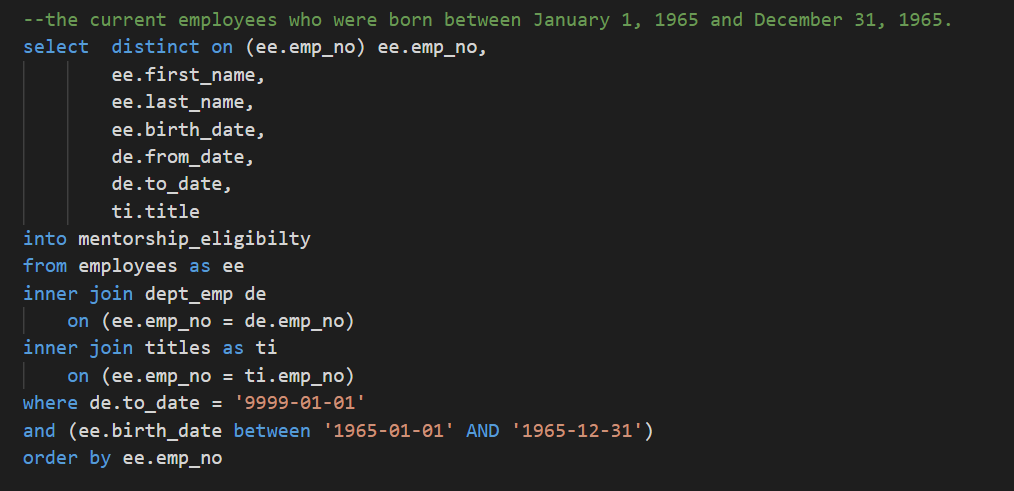 --the current employees who were born between January 1, 1965 and December 31, 1965.
select  distinct on (ee.emp_no) ee.emp_no,
        ee.first_name,
        ee.last_name,
        ee.birth_date,
        de.from_date,
        de.to_date,
        ti.title
into mentorship_eligibilty
from employees as ee
inner join dept_emp de
    on (ee.emp_no = de.emp_no)
inner join titles as ti
    on (ee.emp_no = ti.emp_no)
where de.to_date = '9999-01-01'
and (ee.birth_date between '1965-01-01' AND '1965-12-31')
order by ee.emp_no